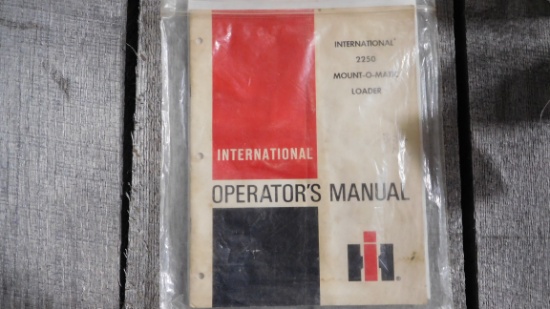 INTERNATIONAL
2250
MOUNT-O-MATIC
LOADER
INTERNATIONAL
OPERATOR'S MANUAL
IH